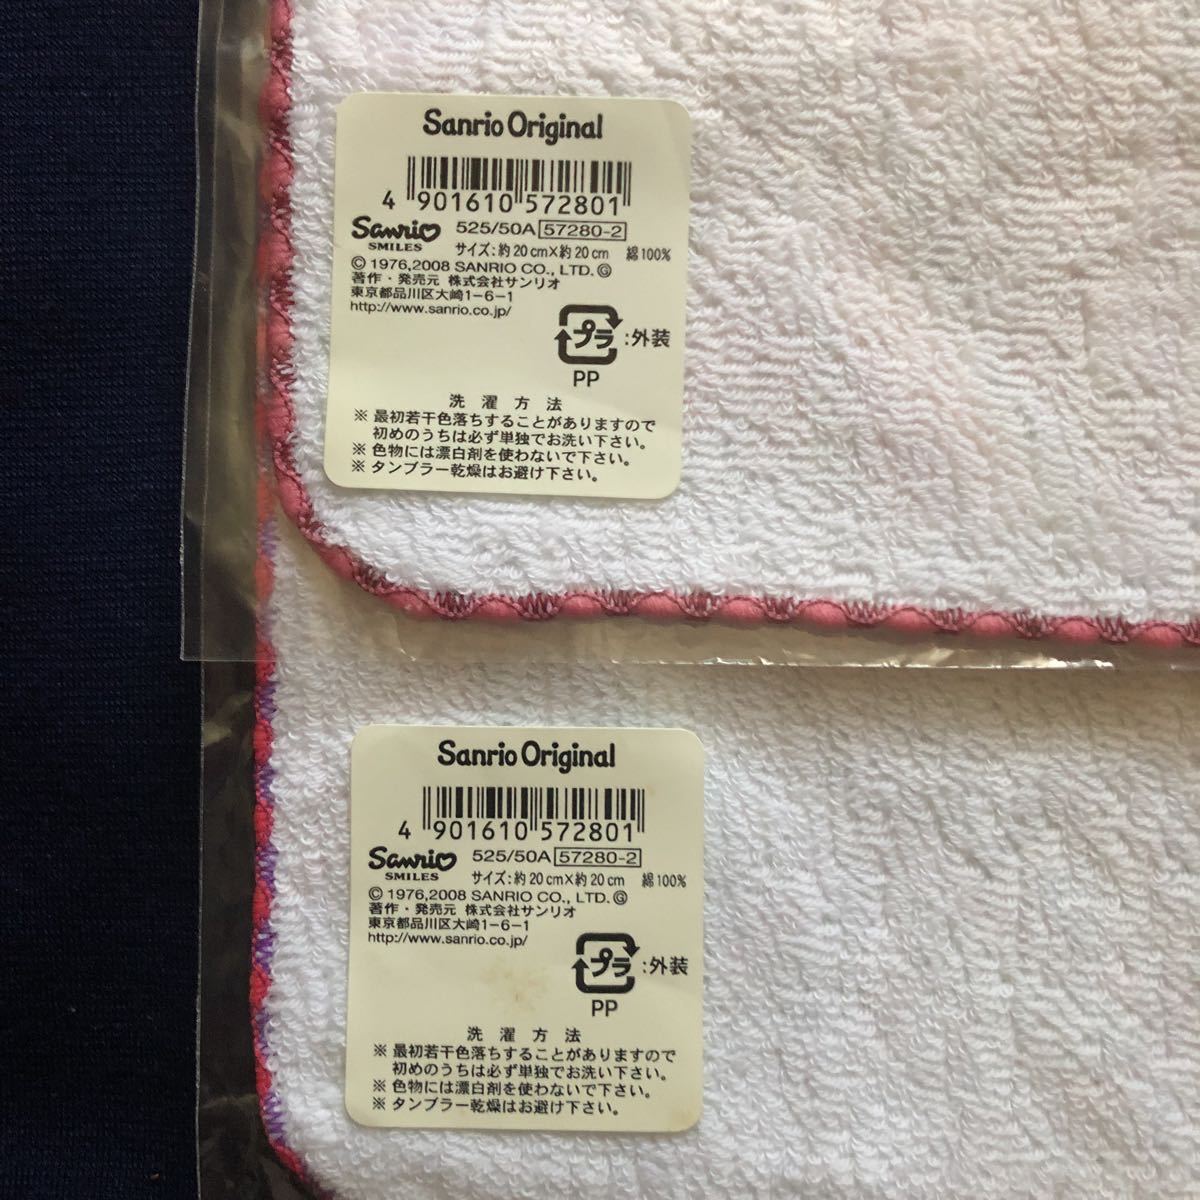 Sanrio Original
4 901610 572801
Sanrio
SMILES
525/50A 57280-2
サイズ:約20cm×約20cm 綿100%
© 1976,2008 SANRIO CO., LTD. Ⓖ
著作・発売元 株式会社サンリオ
東京都品川区大崎1-6-1
http://www.sanrio.co.jp/
プラ :外装
PP
洗濯方法
※ 最初若干色落ちすることがありますので
初めのうちは必ず単独でお洗い下さい。
※ 色物には漂白剤を使わないで下さい。
※ タンブラー乾燥はお避け下さい。
Sanrio Original
4 901610 572801
Sanrio
SMILES
525/50A 57280-2
サイズ:約20cm×約20cm 綿100%
© 1976,2008 SANRIO CO., LTD. Ⓖ
著作・発売元 株式会社サンリオ
東京都品川区大崎1-6-1
http://www.sanrio.co.jp/
プラ :外装
PP
洗濯方法
※ 最初若干色落ちすることがありますので
初めのうちは必ず単独でお洗い下さい。
※ 色物には漂白剤を使わないで下さい。
※ タンブラー乾燥はお避け下さい。